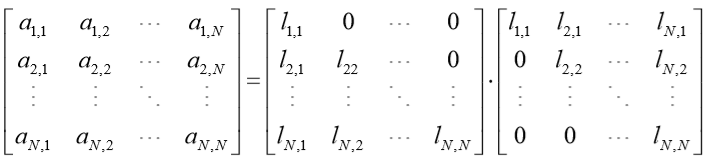 a1,1 a1,2 ⋯ a1,N l1,1 0 ⋯ 0 l1,1 l2,1 ⋯ lN,1
a2,1 a2,2 ⋯ a2,N = l2,1 l22 ⋯ 0 · 0 l2,2 ⋯ lN,2
⋮ ⋮ ⋱ ⋮ ⋮ ⋮ ⋱ ⋮ ⋮ ⋮ ⋱ ⋮
aN,1 aN,2 ⋯ aN,N lN,1 lN,2 ⋯ lN,N 0 0 ⋯ lN,N